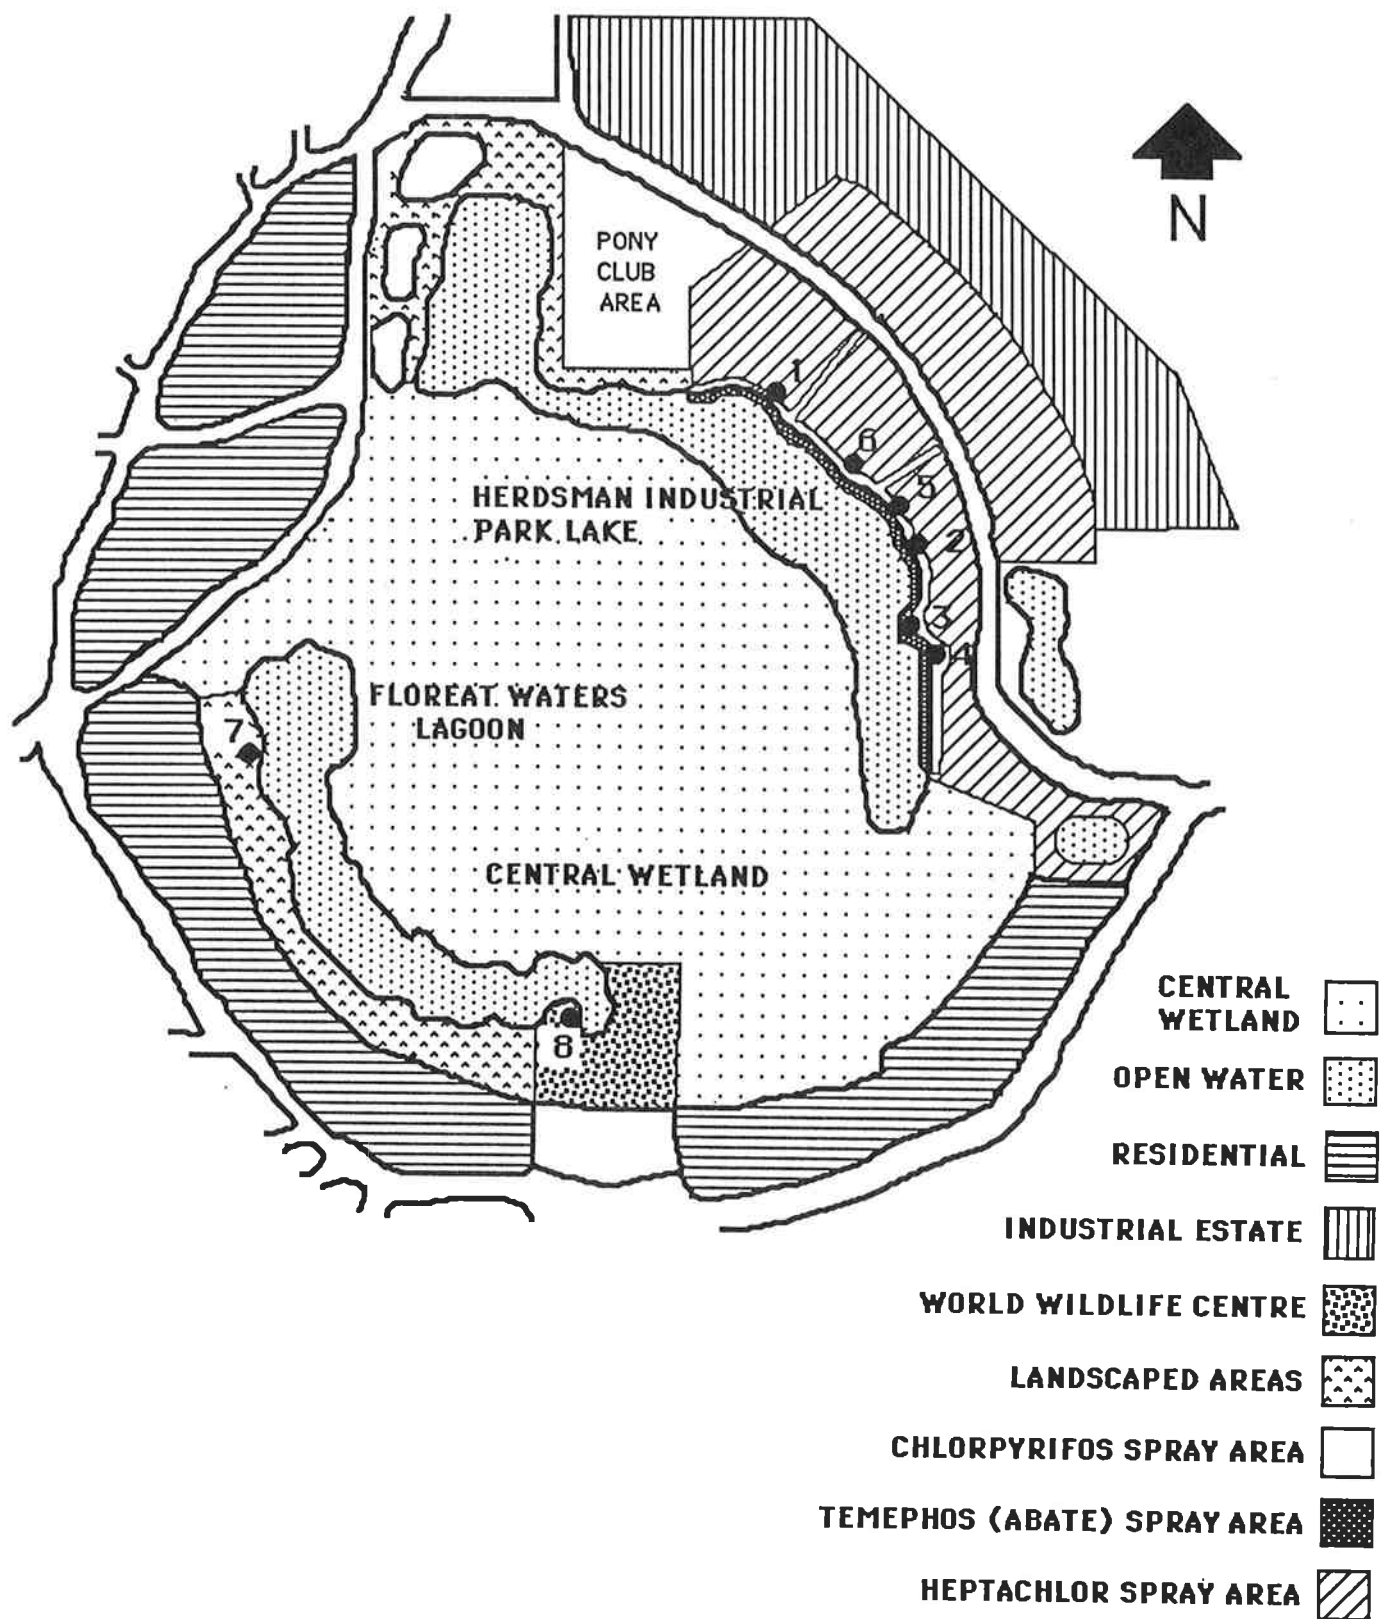 N
PONY
CLUB
AREA
1
6
5
2
3
4
HERDSMAN INDUSTRIAL
PARK LAKE
FLOREAT WATERS
LAGOON
7
CENTRAL WETLAND
8
CENTRAL
WETLAND
OPEN WATER
RESIDENTIAL
INDUSTRIAL ESTATE
WORLD WILDLIFE CENTRE
LANDSCAPED AREAS
CHLORPYRIFOS SPRAY AREA
TEMEPHOS (ABATE) SPRAY AREA
HEPTACHLOR SPRAY AREA